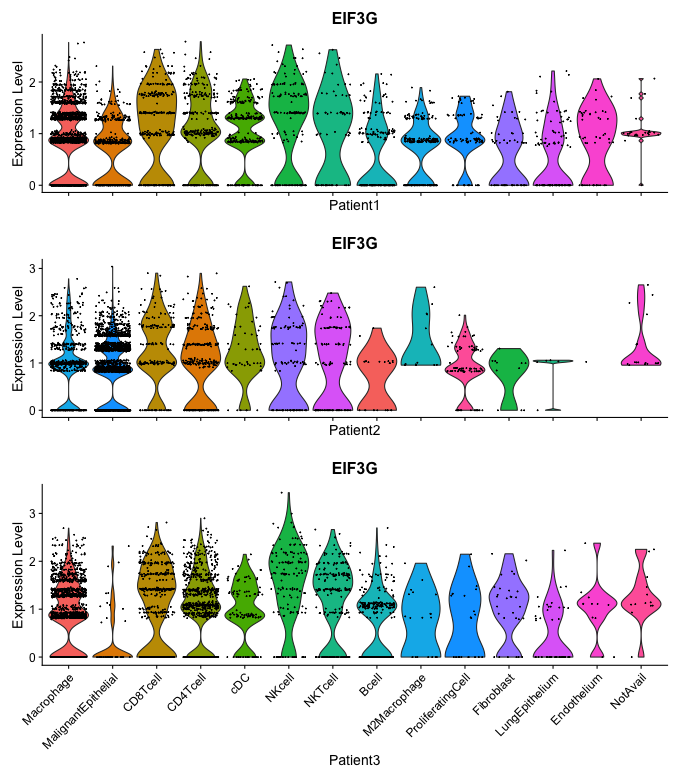 EIF3G
Expression Level
2
1
0
Patient1
EIF3G
Expression Level
3
2
1
0
Patient2
EIF3G
Expression Level
3
2
1
0
Macrophage
MalignantEpithelial
CD8Tcell
CD4Tcell
cDC
NKcell
NKTcell
Bcell
M2Macrophage
ProliferatingCell
Fibroblast
LungEpithelium
Endothelium
NotAvail
Patient3